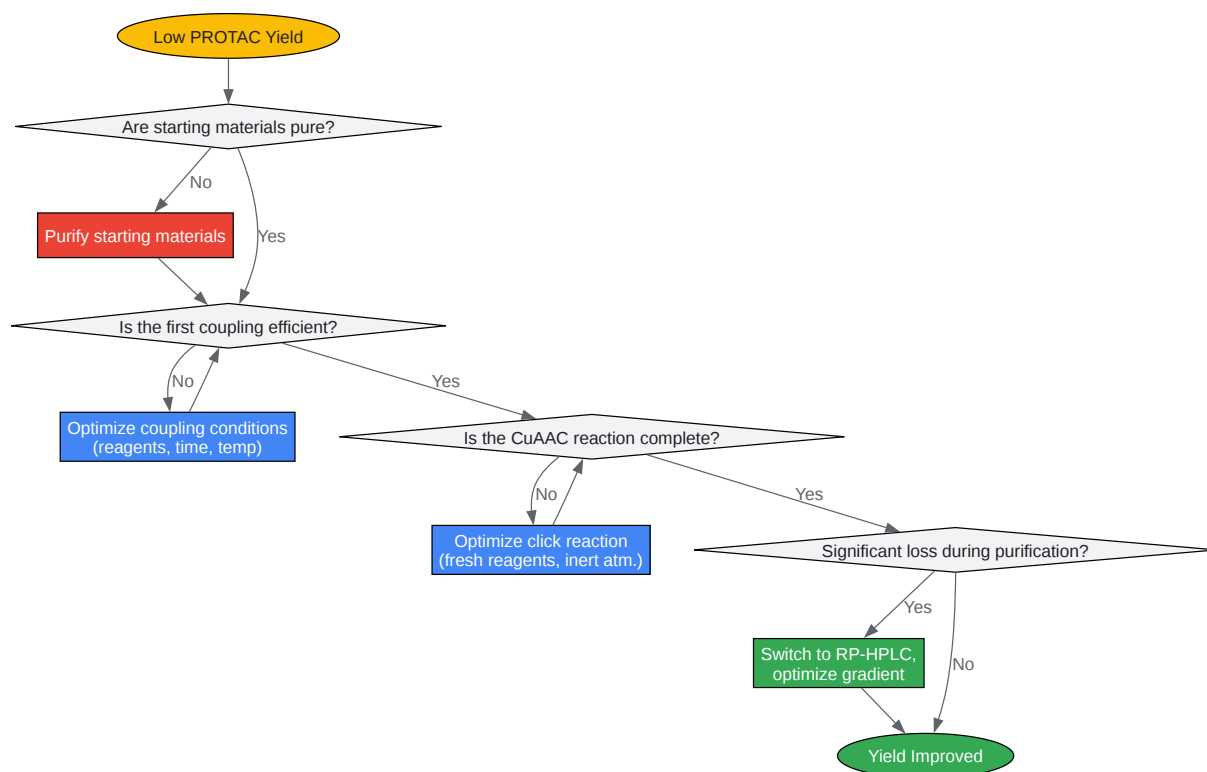 Low PROTAC Yield
Are starting materials pure?
No
Purify starting materials
Yes
Is the first coupling efficient?
No
Yes
Optimize coupling conditions
(reagents, time, temp)
Is the CuAAC reaction complete?
No
Yes
Optimize click reaction
(fresh reagents, inert atm.)
Significant loss during purification?
Yes
Switch to RP-HPLC,
optimize gradient
No
Yield Improved